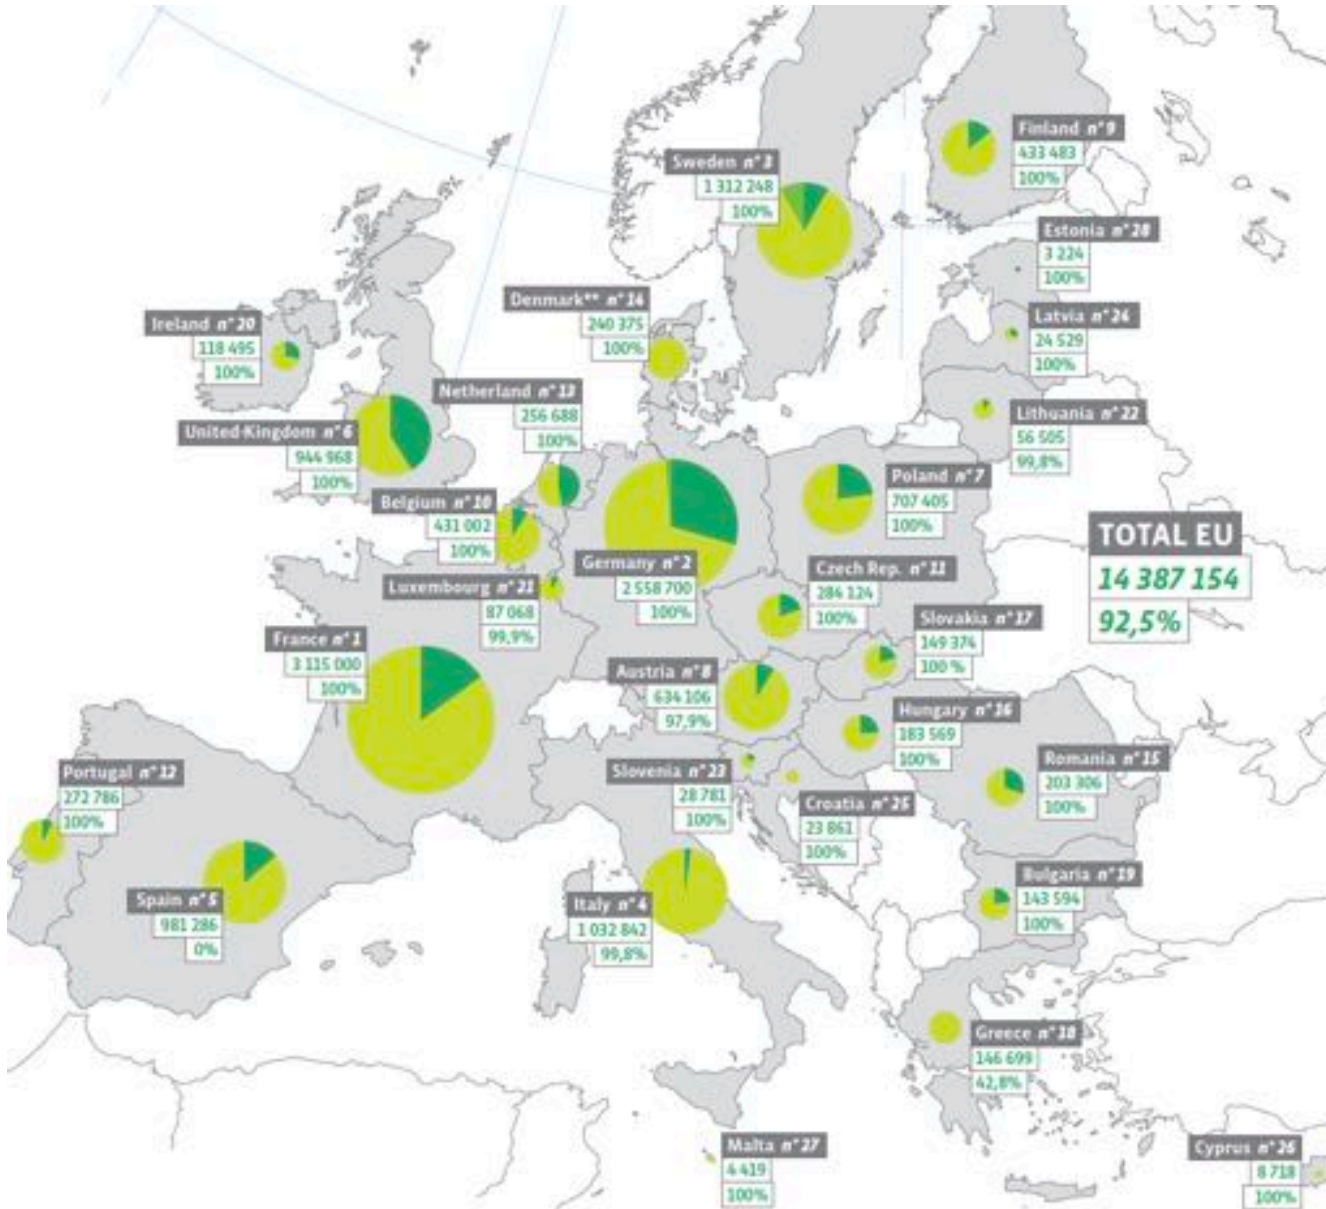 Finland n°9
433 483
100%
Sweden n°3
1 312 248
100%
Estonia n°28
3 224
100%
Denmark** n°14
240 375
100%
Latvia n°24
24 529
100%
Ireland n°20
118 495
100%
Netherland n°13
256 688
100%
Lithuania n°22
56 505
99,8%
United-Kingdom n°6
944 968
100%
Poland n°7
707 405
100%
Belgium n°10
431 002
100%
TOTAL EU
14 387 154
92,5%
Germany n°2
2 558 700
100%
Czech Rep. n°11
284 124
100%
Luxembourg n°21
87 068
99,9%
Slovakia n°17
149 374
100 %
France n°1
3 115 000
100%
Austria n°8
634 106
97,9%
Hungary n°16
183 569
100%
Romania n°15
203 306
100%
Portugal n°12
272 786
100%
Slovenia n°23
28 781
100%
Croatia n°25
23 861
100%
Bulgaria n°19
143 594
100%
Spain n°5
981 286
0%
Italy n°4
1 032 842
99,8%
Greece n°18
146 699
42,8%
Malta n°27
4 419
100%
Cyprus n°26
8 718
100%